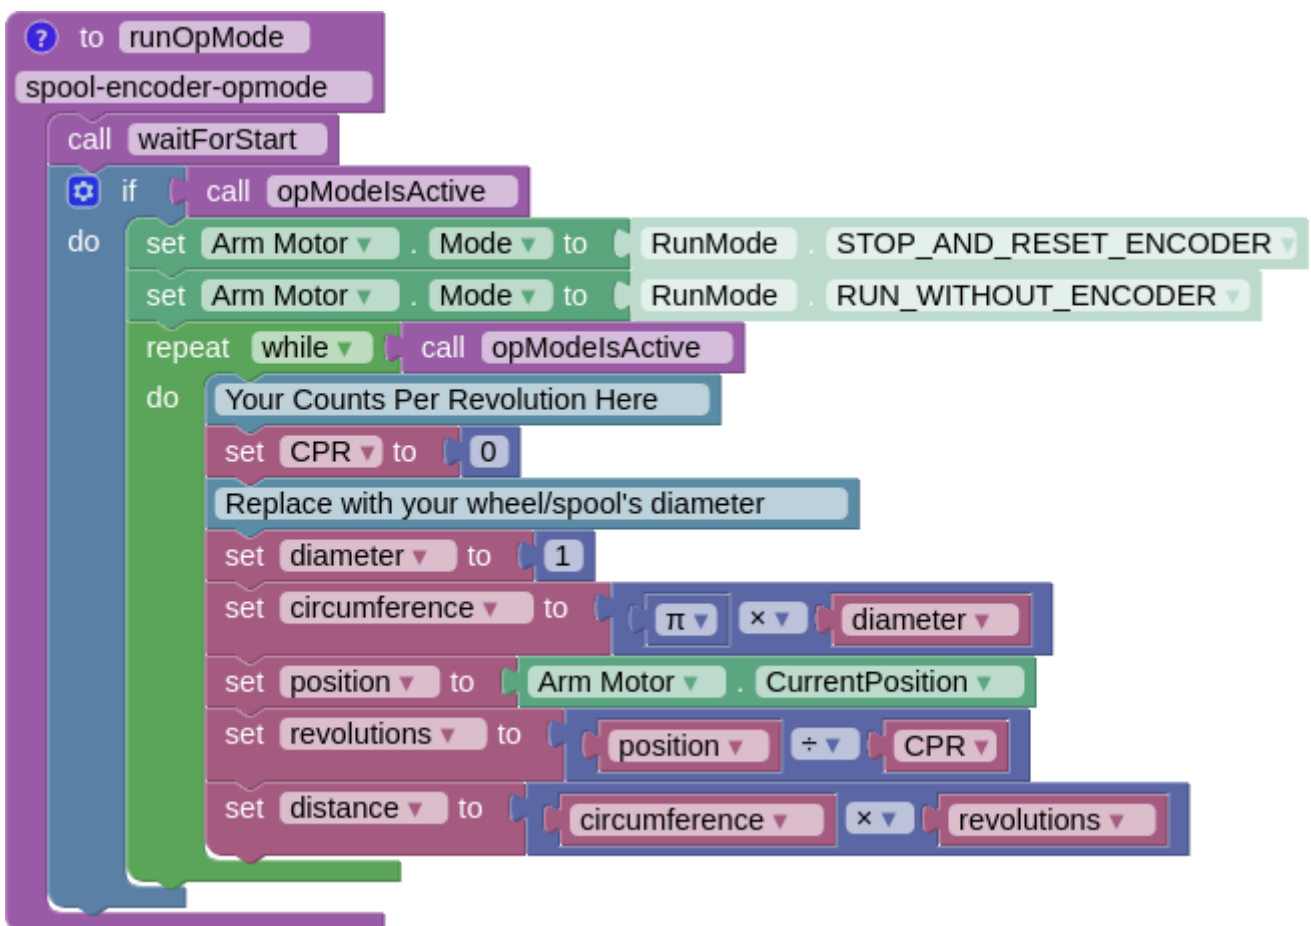 ? to runOpMode
spool-encoder-opmode
call waitForStart
if call opModeIsActive
do set Arm Motor . Mode to RunMode . STOP_AND_RESET_ENCODER
set Arm Motor . Mode to RunMode . RUN_WITHOUT_ENCODER
repeat while call opModeIsActive
do Your Counts Per Revolution Here
set CPR to 0
Replace with your wheel/spool's diameter
set diameter to 1
set circumference to π × diameter
set position to Arm Motor . CurrentPosition
set revolutions to position ÷ CPR
set distance to circumference × revolutions